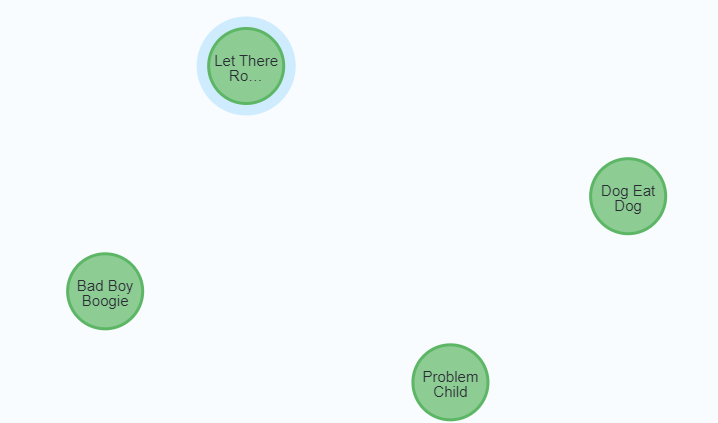 Let There
Ro…
Dog Eat
Dog
Bad Boy
Boogie
Problem
Child